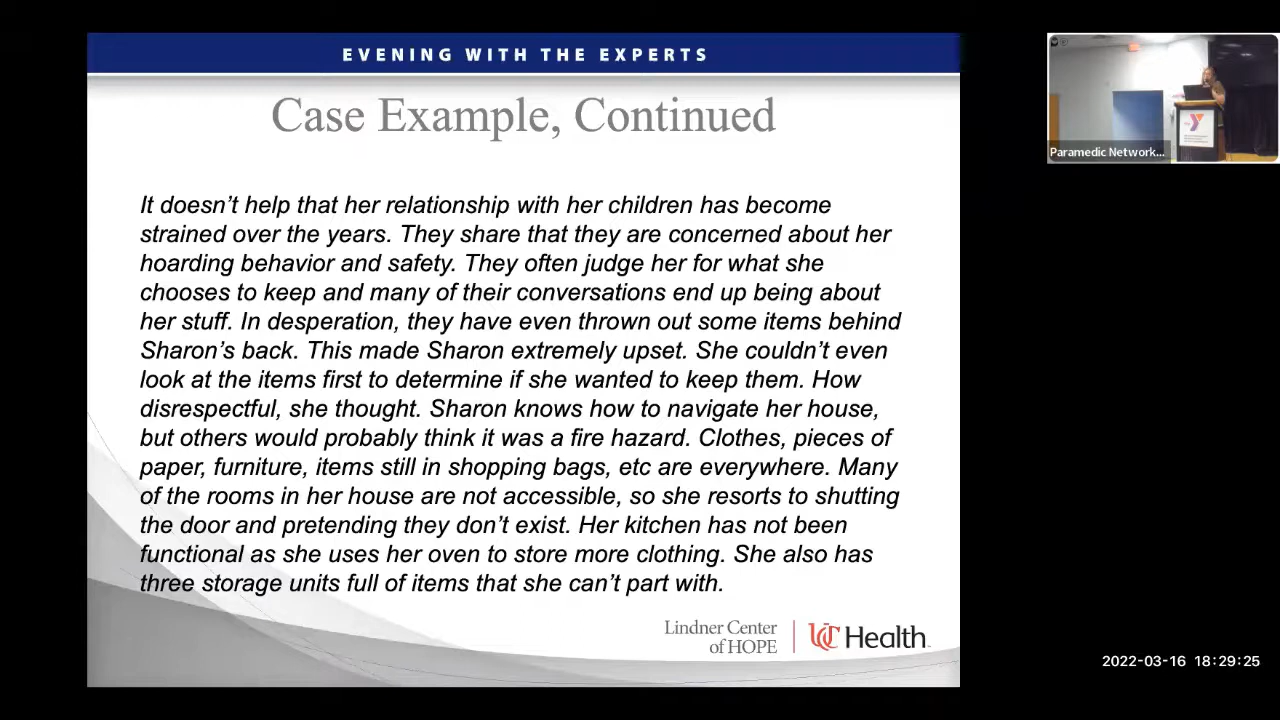 EVENING WITH THE EXPERTS
Case Example, Continued
It doesn’t help that her relationship with her children has become
strained over the years. They share that they are concerned about her
hoarding behavior and safety. They often judge her for what she
chooses to keep and many of their conversations end up being about
her stuff. In desperation, they have even thrown out some items behind
Sharon’s back. This made Sharon extremely upset. She couldn’t even
look at the items first to determine if she wanted to keep them. How
disrespectful, she thought. Sharon knows how to navigate her house,
but others would probably think it was a fire hazard. Clothes, pieces of
paper, furniture, items still in shopping bags, etc are everywhere. Many
of the rooms in her house are not accessible, so she resorts to shutting
the door and pretending they don’t exist. Her kitchen has not been
functional as she uses her oven to store more clothing. She also has
three storage units full of items that she can’t part with.
Lindner Center
of HOPE
UC Health
Paramedic Network...
2022-03-16 18:29:25